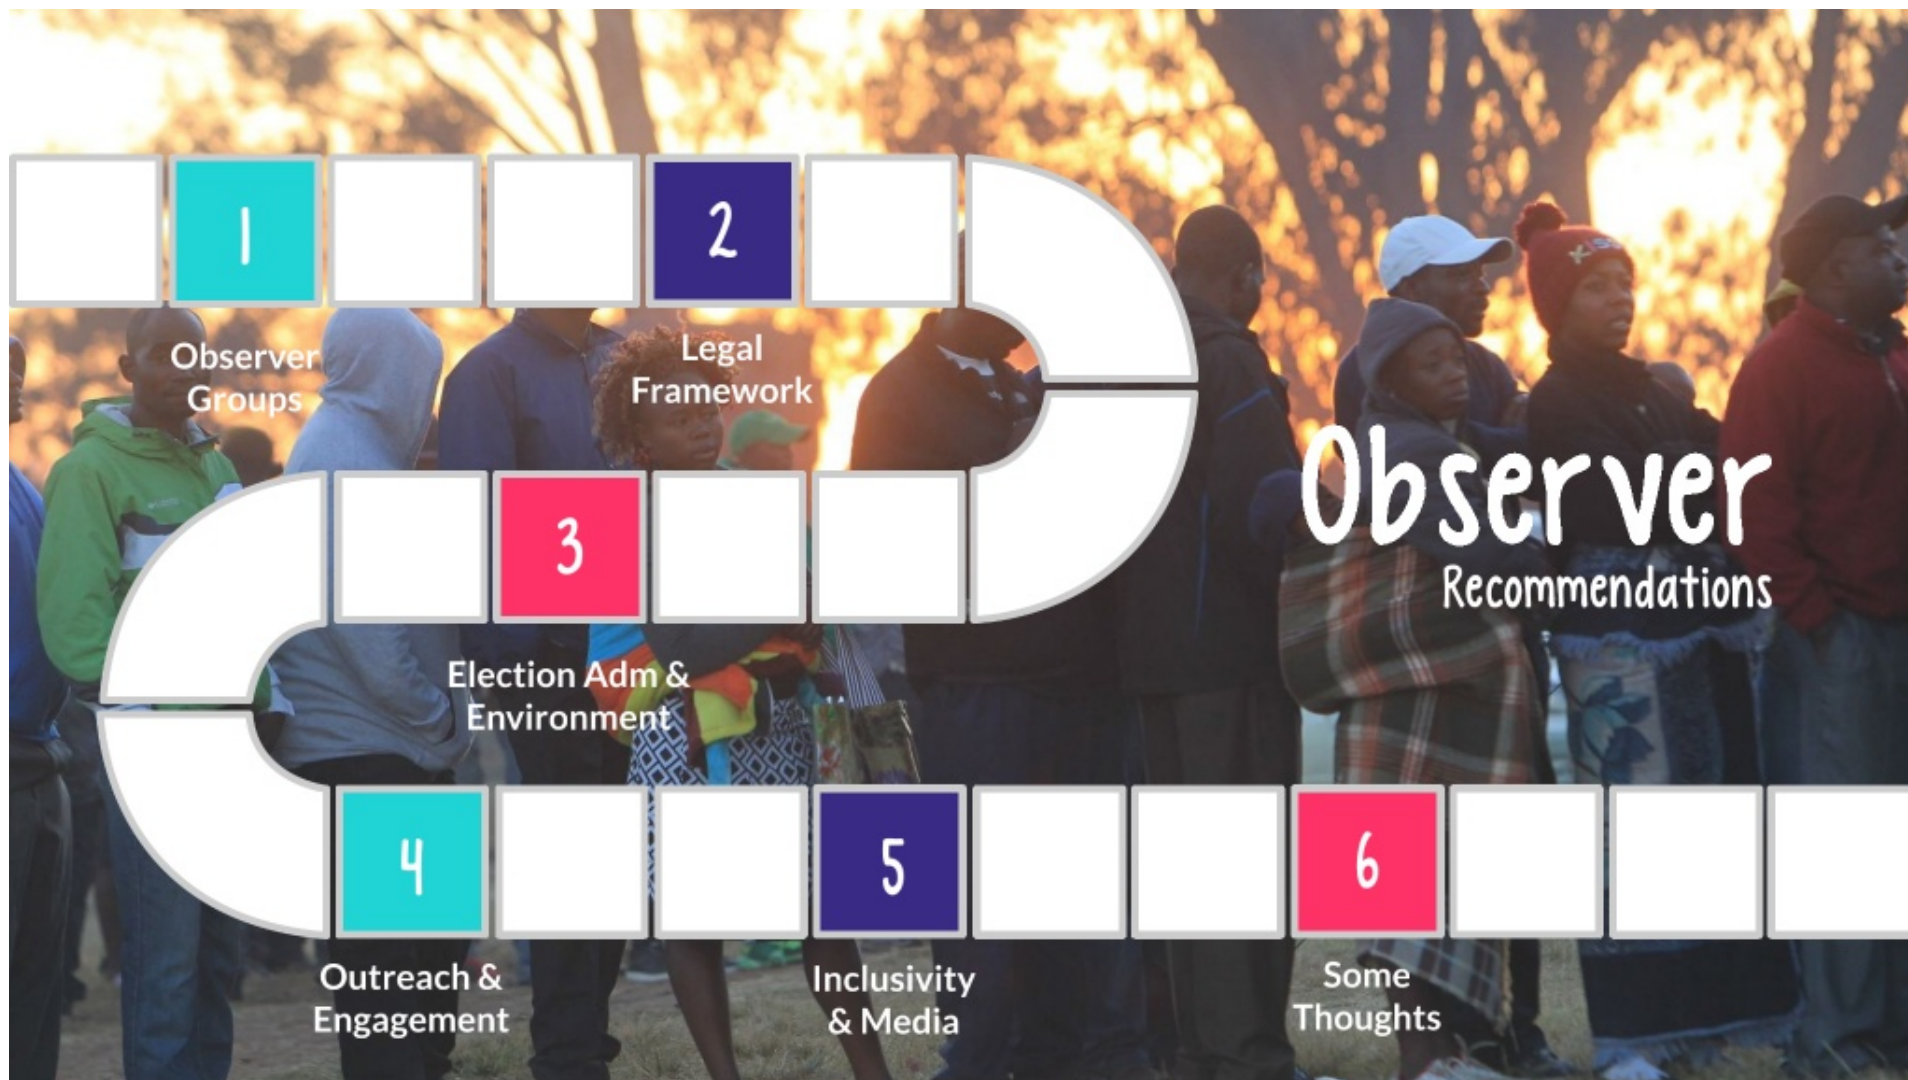 1
2
Observer
Groups
Legal
Framework
3
Observer
Recommendations
Election Adm &
Environment
4
5
6
Outreach &
Engagement
Inclusivity
& Media
Some
Thoughts